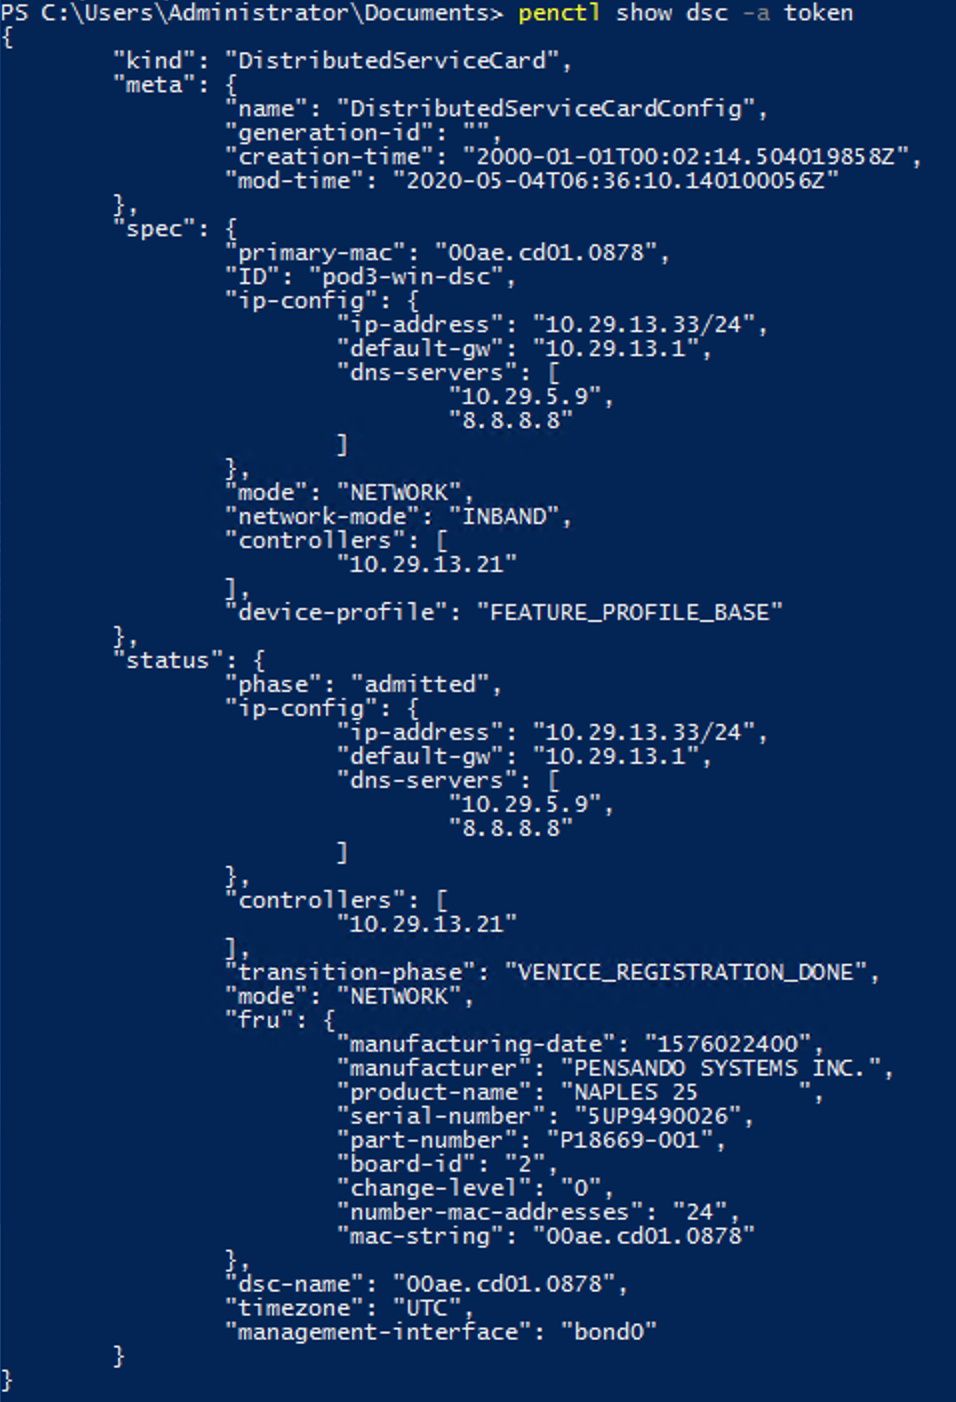 PS C:\Users\Administrator\Documents> penctl show dsc -a token
{
        "kind": "DistributedServiceCard",
        "meta": {
                "name": "DistributedServiceCardConfig",
                "generation-id": "",
                "creation-time": "2000-01-01T00:02:14.504019858Z",
                "mod-time": "2020-05-04T06:36:10.140100056Z"
        },
        "spec": {
                "primary-mac": "00ae.cd01.0878",
                "ID": "pod3-win-dsc",
                "ip-config": {
                        "ip-address": "10.29.13.33/24",
                        "default-gw": "10.29.13.1",
                        "dns-servers": [
                                "10.29.5.9",
                                "8.8.8.8"
                        ]
                },
                "mode": "NETWORK",
                "network-mode": "INBAND",
                "controllers": [
                        "10.29.13.21"
                ],
                "device-profile": "FEATURE_PROFILE_BASE"
        },
        "status": {
                "phase": "admitted",
                "ip-config": {
                        "ip-address": "10.29.13.33/24",
                        "default-gw": "10.29.13.1",
                        "dns-servers": [
                                "10.29.5.9",
                                "8.8.8.8"
                        ]
                },
                "controllers": [
                        "10.29.13.21"
                ],
                "transition-phase": "VENICE_REGISTRATION_DONE",
                "mode": "NETWORK",
                "fru": {
                        "manufacturing-date": "1576022400",
                        "manufacturer": "PENSANDO SYSTEMS INC.",
                        "product-name": "NAPLES 25       ",
                        "serial-number": "5UP9490026",
                        "part-number": "P18669-001",
                        "board-id": "2",
                        "change-level": "0",
                        "number-mac-addresses": "24",
                        "mac-string": "00ae.cd01.0878"
                },
                "dsc-name": "00ae.cd01.0878",
                "timezone": "UTC",
                "management-interface": "bond0"
        }
}